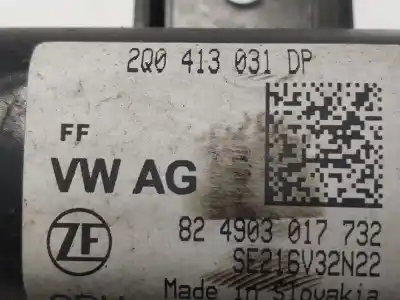 2Q0 413 031 DP
FF
VW AG
ZF
82 4903 017 732
SE216V32N22
Made in Slovakia